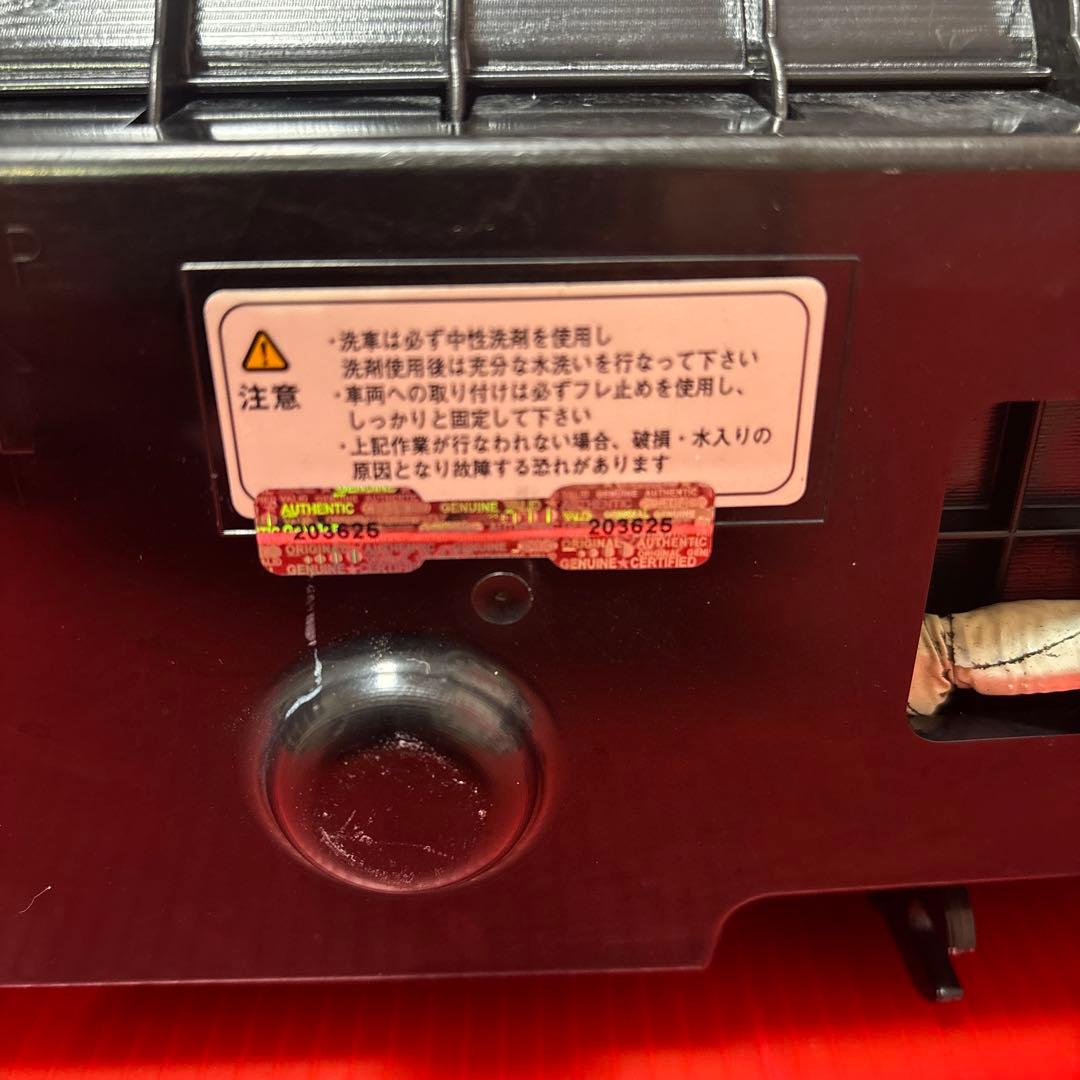 注意
・洗車は必ず中性洗剤を使用し
洗剤使用後は充分な水洗いを行なって下さい
・車両への取り付けは必ずフレ止めを使用し、
しっかりと固定して下さい
・上記作業が行なわれない場合、破損・水入りの
原因となり故障する恐れがあります
AUTHENTIC
GENUINE
203625
203625
ORIGINAL
AUTHENTIC
GENUINE★CERTIFIED
P